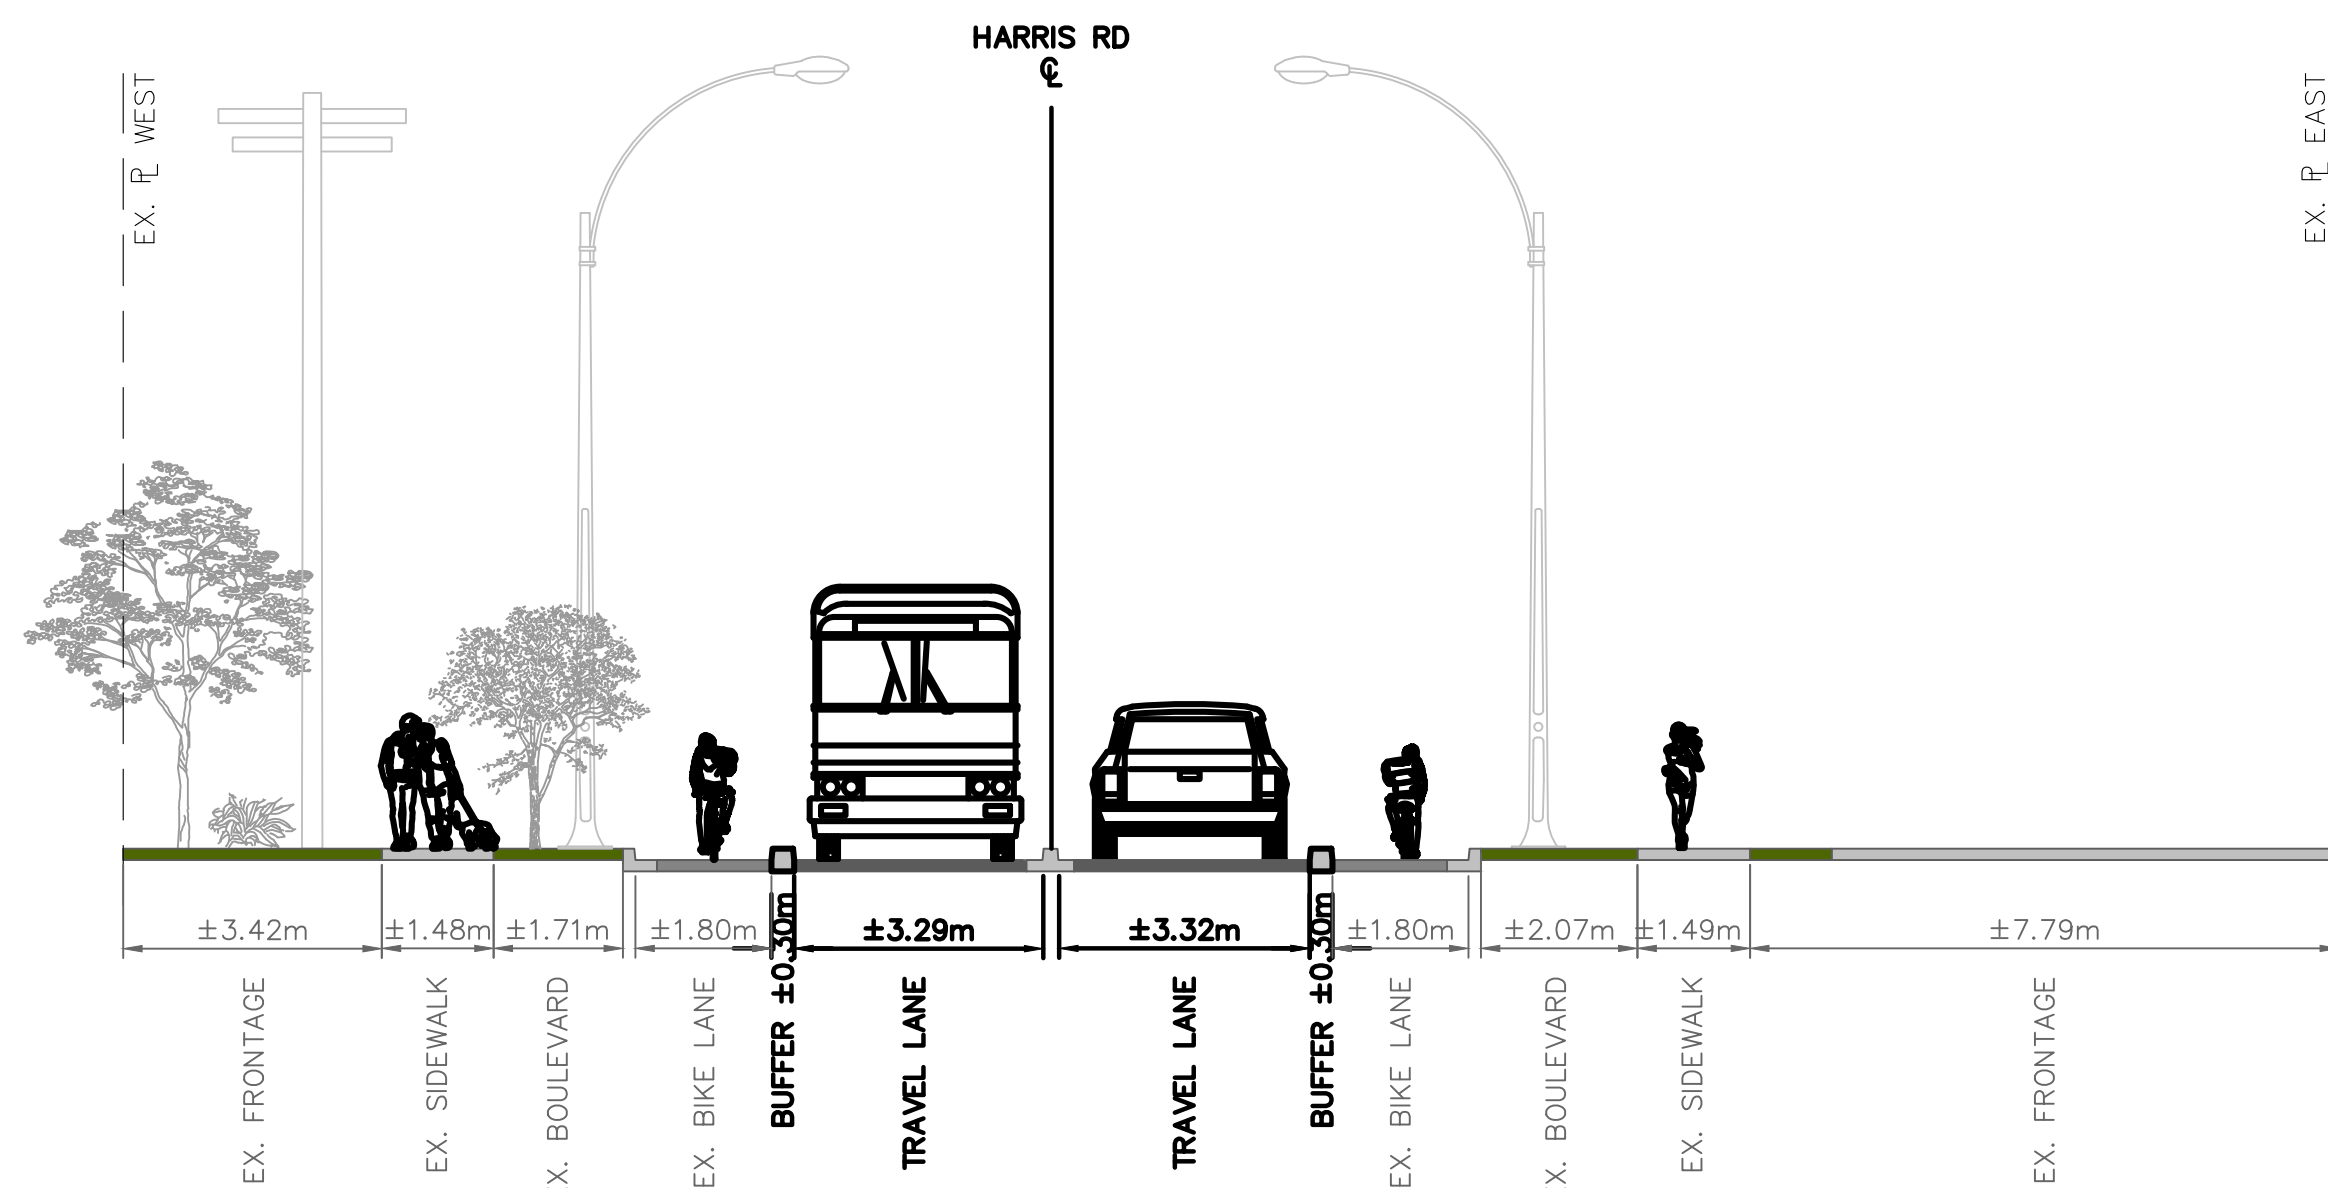 HARRIS RD
℄
EX. ⅊ WEST
EX. ⅊ EAST
±3.42m
±1.48m
±1.71m
±1.80m
BUFFER ±0.30m
±3.29m
±3.32m
BUFFER ±0.30m
±1.80m
±2.07m
±1.49m
±7.79m
EX. FRONTAGE
EX. SIDEWALK
X. BOULEVARD
EX. BIKE LANE
TRAVEL LANE
TRAVEL LANE
EX. BIKE LANE
X. BOULEVARD
EX. SIDEWALK
EX. FRONTAGE